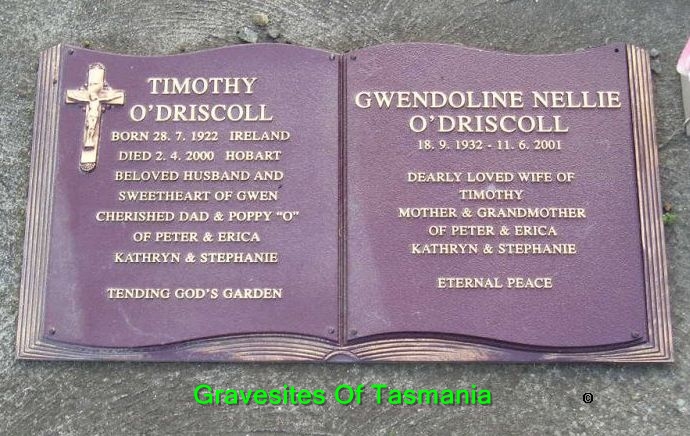 TIMOTHY
O'DRISCOLL
BORN 28. 7. 1922 IRELAND
DIED 2. 4. 2000 HOBART
BELOVED HUSBAND AND
SWEETHEART OF GWEN
CHERISHED DAD & POPPY "O"
OF PETER & ERICA
KATHRYN & STEPHANIE
TENDING GOD'S GARDEN
GWENDOLINE NELLIE
O'DRISCOLL
18. 9. 1932 - 11. 6. 2001
DEARLY LOVED WIFE OF
TIMOTHY
MOTHER & GRANDMOTHER
OF PETER & ERICA
KATHRYN & STEPHANIE
ETERNAL PEACE
Gravesites Of Tasmania
©